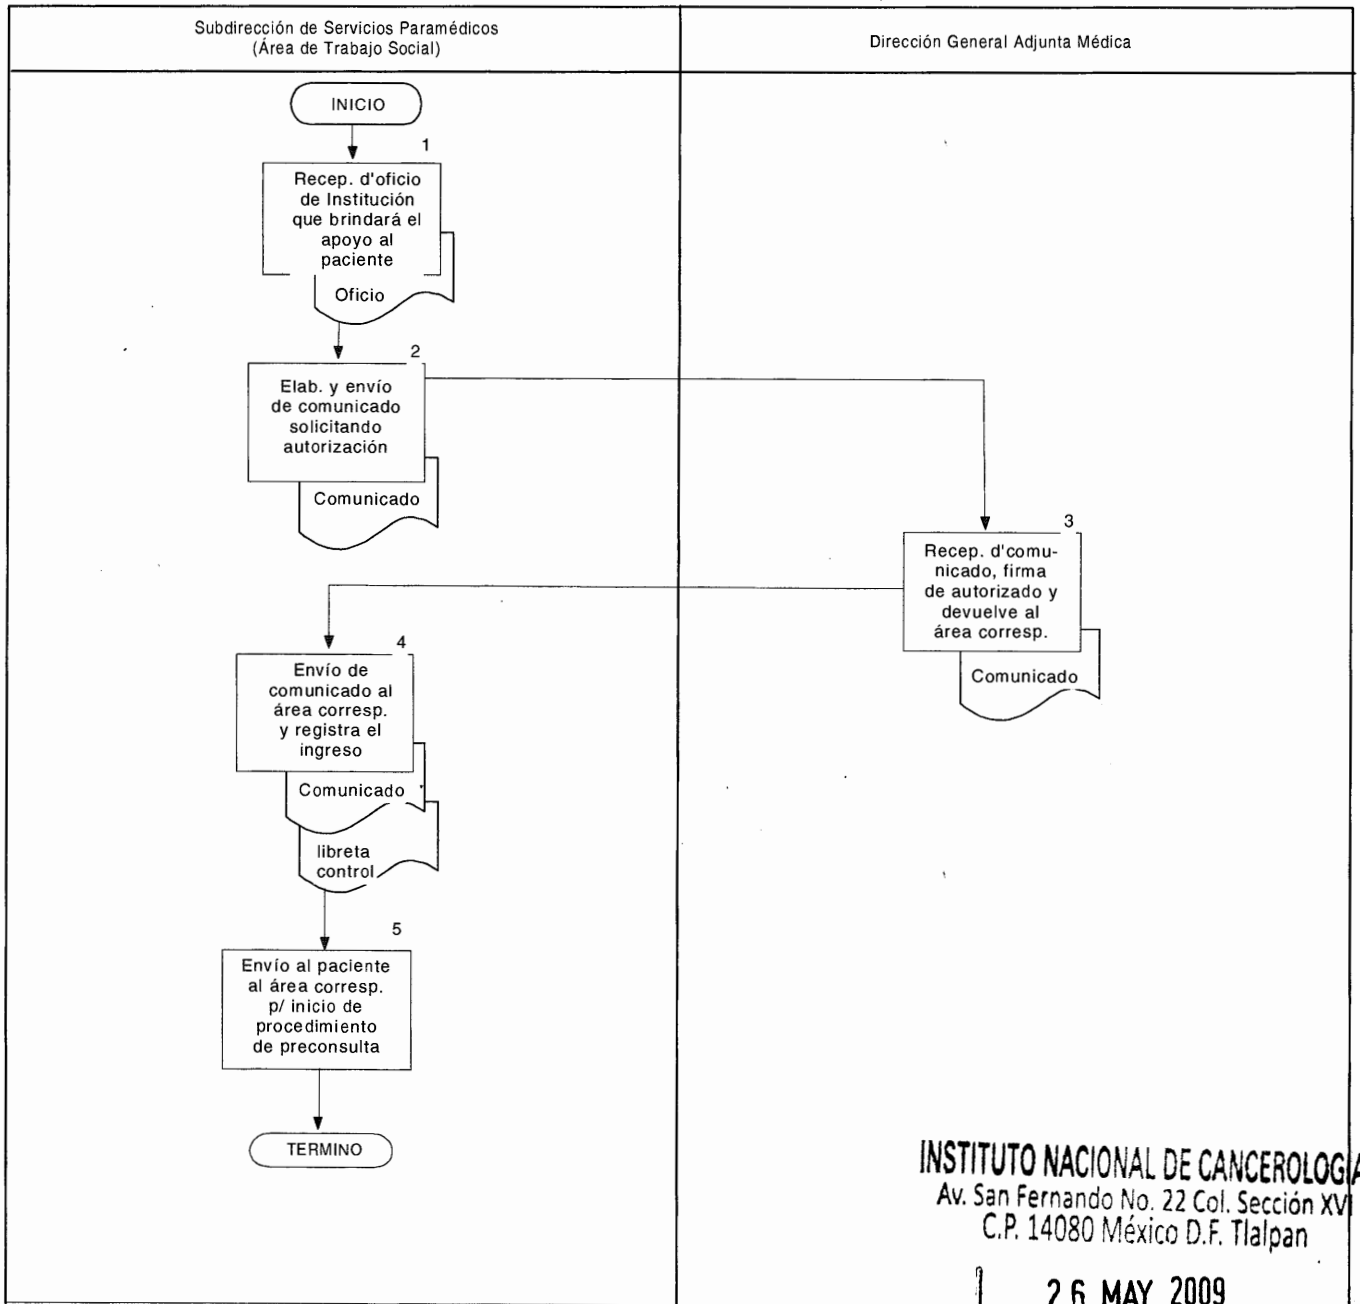 Subdirección de Servicios Paramédicos
(Área de Trabajo Social)
Dirección General Adjunta Médica
INICIO
1
Recep. d'oficio
de Institución
que brindará el
apoyo al
paciente
Oficio
2
Elab. y envío
de comunicado
solicitando
autorización
Comunicado
3
Recep. d'comu-
nicado, firma
de autorizado y
devuelve al
área corresp.
Comunicado
4
Envío de
comunicado al
área corresp.
y registra el
ingreso
Comunicado
libreta
control
5
Envío al paciente
al área corresp.
p/ inicio de
procedimiento
de preconsulta
TERMINO
INSTITUTO NACIONAL DE CANCEROLOGIA
Av. San Fernando No. 22 Col. Sección XVI
C.P. 14080 México D.F. Tlalpan
26 MAY 2009